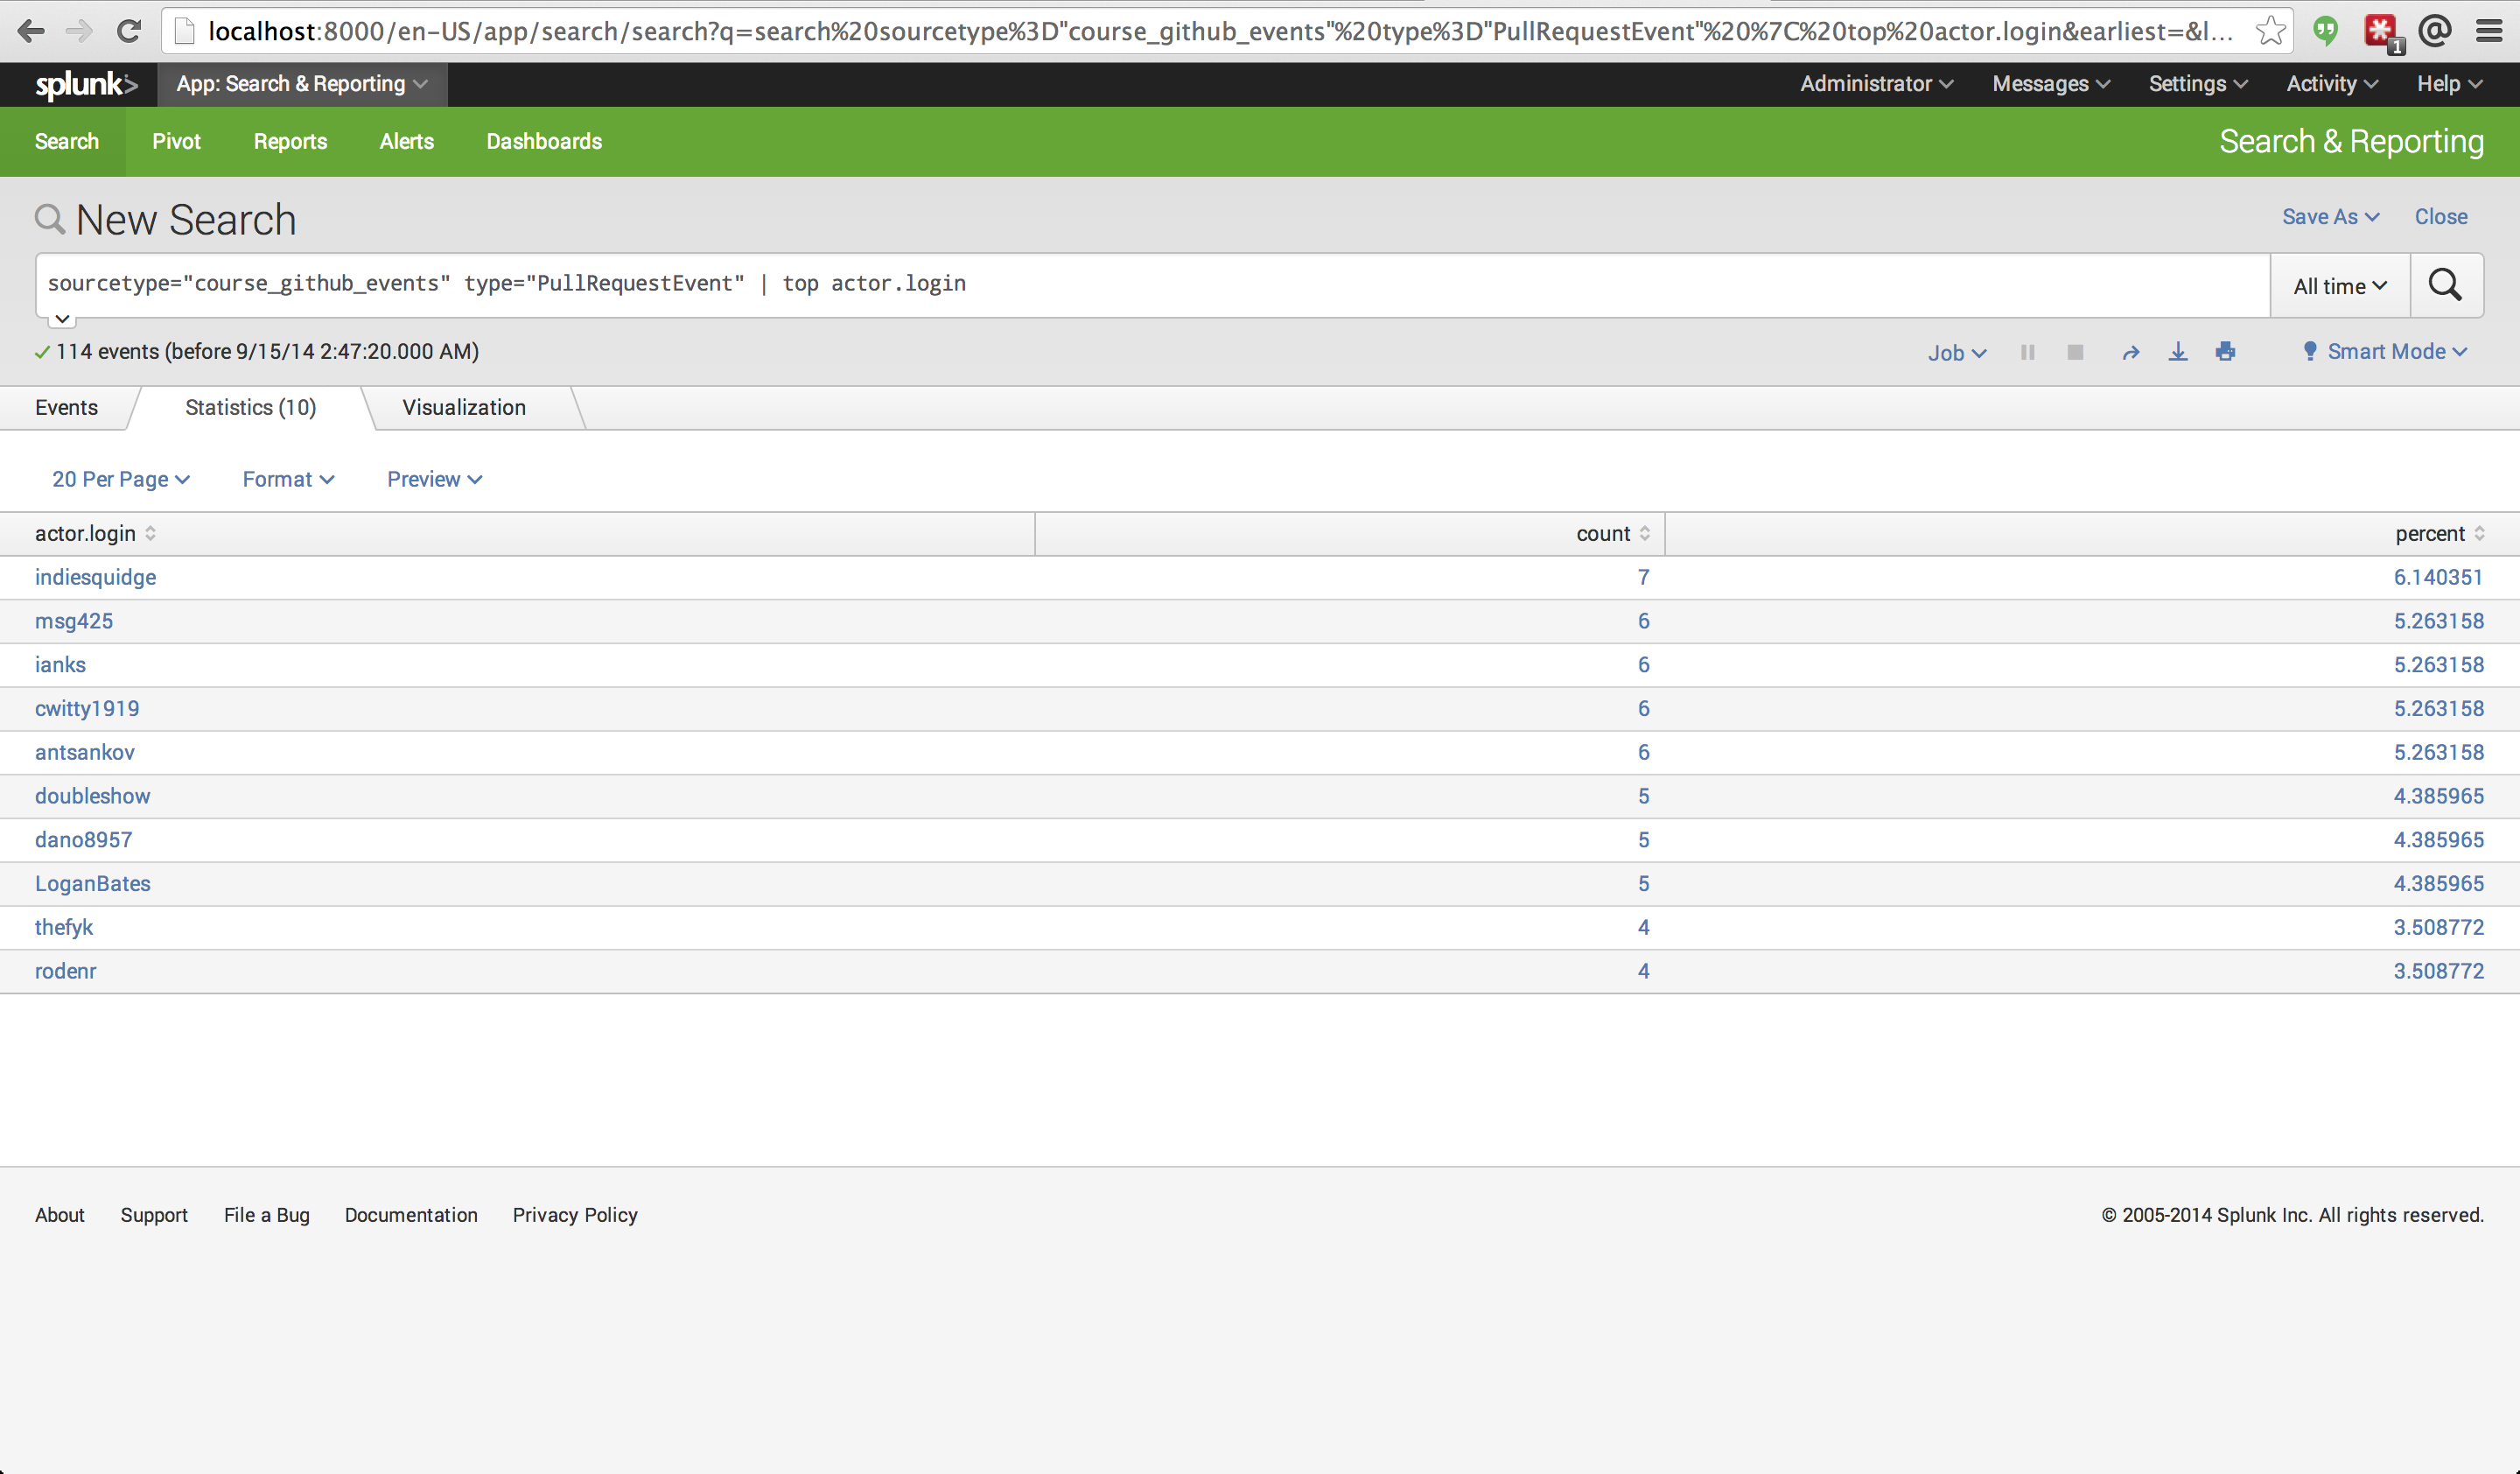 localhost:8000/en-US/app/search/search?q=search%20sourcetype%3D"course_github_events"%20type%3D"PullRequestEvent"%20%7C%20top%20actor.login&earliest=&l...
1
splunk> App: Search & Reporting Administrator Messages Settings Activity Help
Search Pivot Reports Alerts Dashboards Search & Reporting
New Search Save As Close
sourcetype="course_github_events" type="PullRequestEvent" | top actor.login All time
114 events (before 9/15/14 2:47:20.000 AM) Job Smart Mode
Events Statistics (10) Visualization
20 Per Page Format Preview
actor.login count percent
indiesquidge 7 6.140351
msg425 6 5.263158
ianks 6 5.263158
cwitty1919 6 5.263158
antsankov 6 5.263158
doubleshow 5 4.385965
dano8957 5 4.385965
LoganBates 5 4.385965
thefyk 4 3.508772
rodenr 4 3.508772
About Support File a Bug Documentation Privacy Policy © 2005-2014 Splunk Inc. All rights reserved.